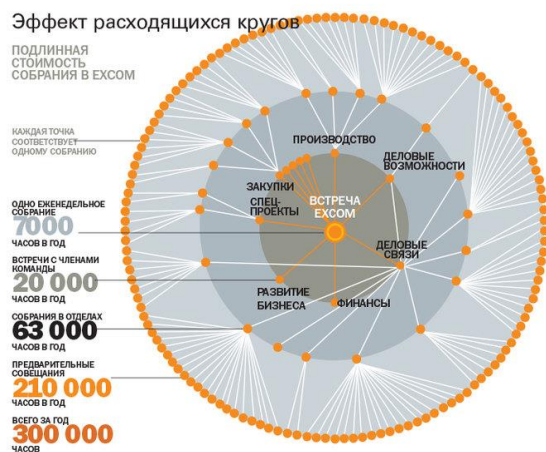 Эффект расходящихся кругов
ПОДЛИННАЯ
СТОИМОСТЬ
СОБРАНИЯ В EXCOM
КАЖДАЯ ТОЧКА
СООТВЕТСТВУЕТ
ОДНОМУ СОБРАНИЮ
ПРОИЗВОДСТВО
ДЕЛОВЫЕ
ВОЗМОЖНОСТИ
ЗАКУПКИ
ВСТРЕЧА
EXCOM
СПЕЦ-
ПРОЕКТЫ
ДЕЛОВЫЕ
СВЯЗИ
РАЗВИТИЕ
БИЗНЕСА
ФИНАНСЫ
ОДНО ЕЖЕНЕДЕЛЬНОЕ
СОБРАНИЕ
7000
ЧАСОВ В ГОД
ВСТРЕЧИ С ЧЛЕНАМИ
КОМАНДЫ
20 000
ЧАСОВ В ГОД
СОБРАНИЯ В ОТДЕЛАХ
63 000
ЧАСОВ В ГОД
ПРЕДВАРИТЕЛЬНЫЕ
СОВЕЩАНИЯ
210 000
ЧАСОВ В ГОД
ВСЕГО ЗА ГОД
300 000
ЧАСОВ